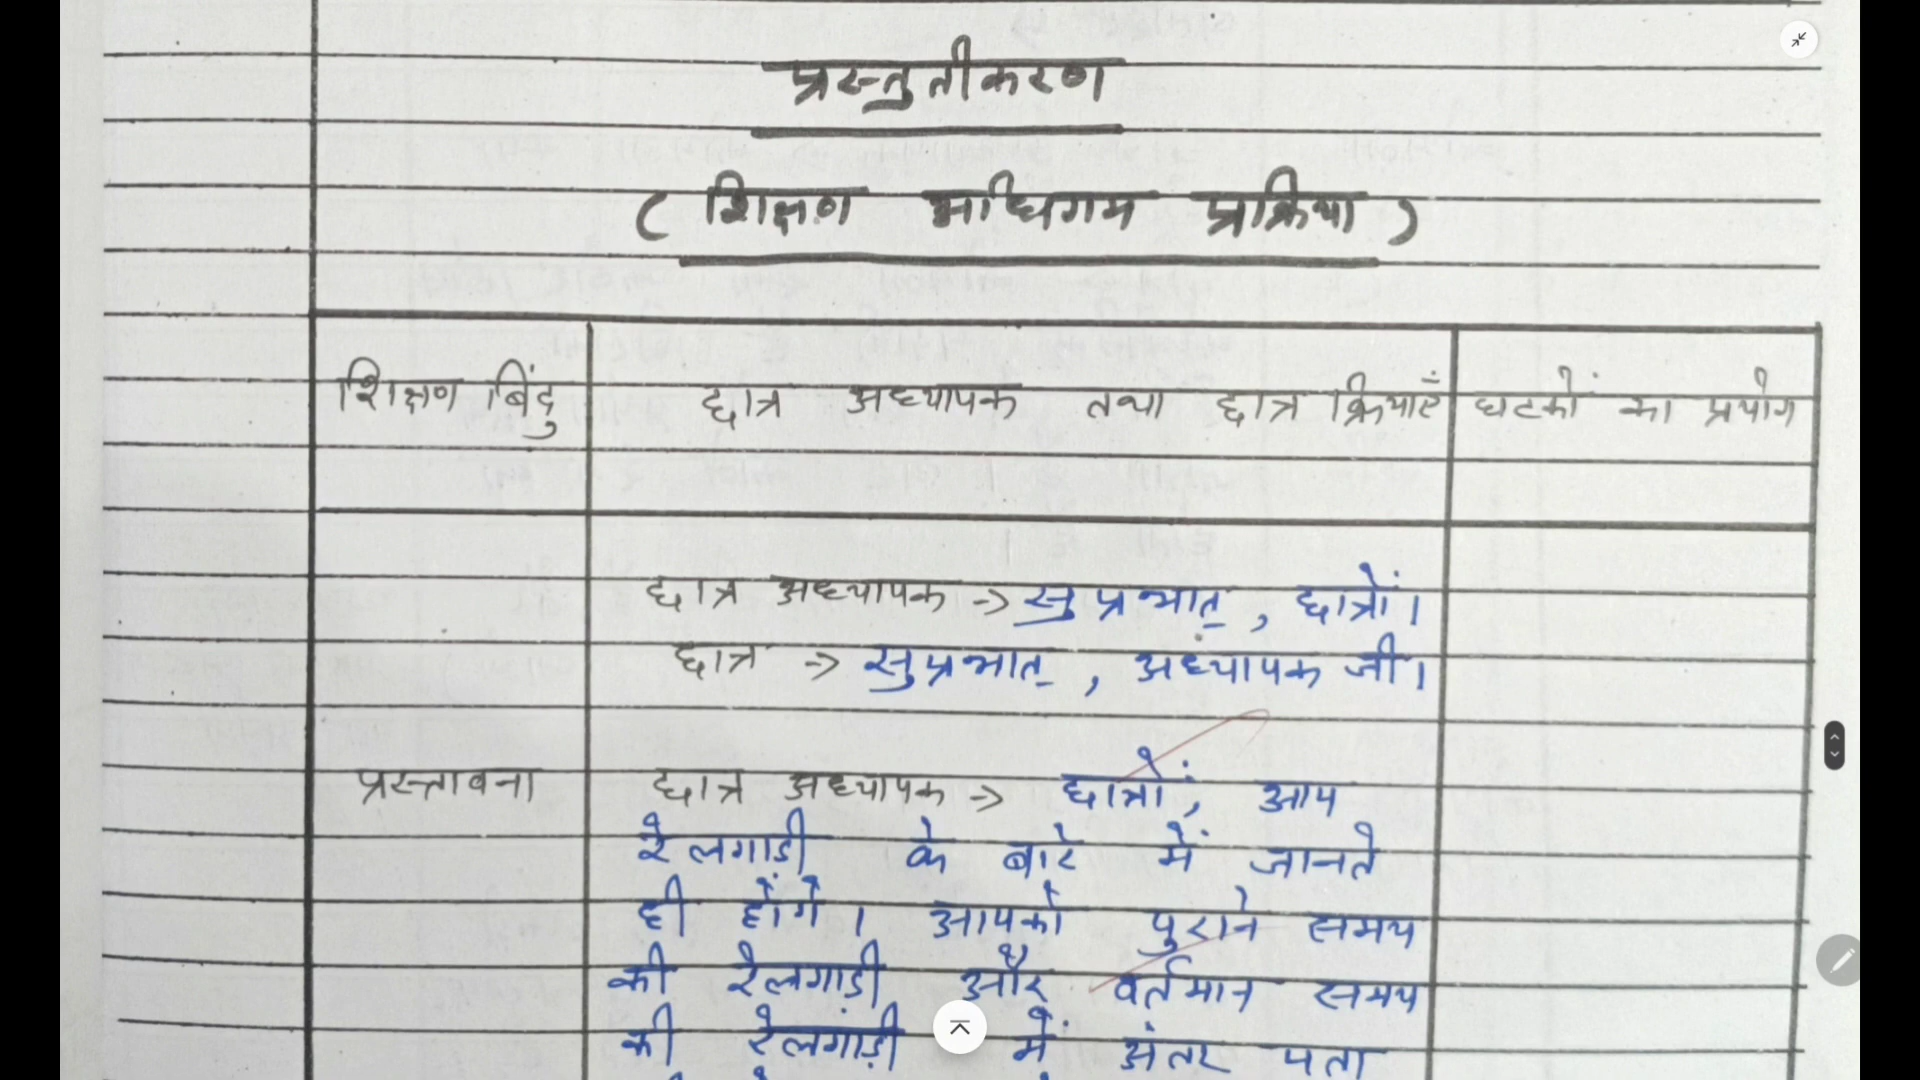 प्रस्तुतीकरण
( शिक्षण अधिगम प्रक्रिया )
शिक्षण बिंदु छात्र अध्यापक तथा छात्र क्रियाएँ घटकों का प्रयोग
छात्र अध्यापक -> सुप्रभात् , छात्रों।
छात्र -> सुप्रभात् , अध्यापक जी।
प्रस्तावना छात्र अध्यापक -> छात्रों, आप
रेलगाडी के बारे में जानते
ही होंगे। आपको पुराने समय
की रेलगाडी और वर्तमान समय
की रेलगाड़ी में अंतर पता